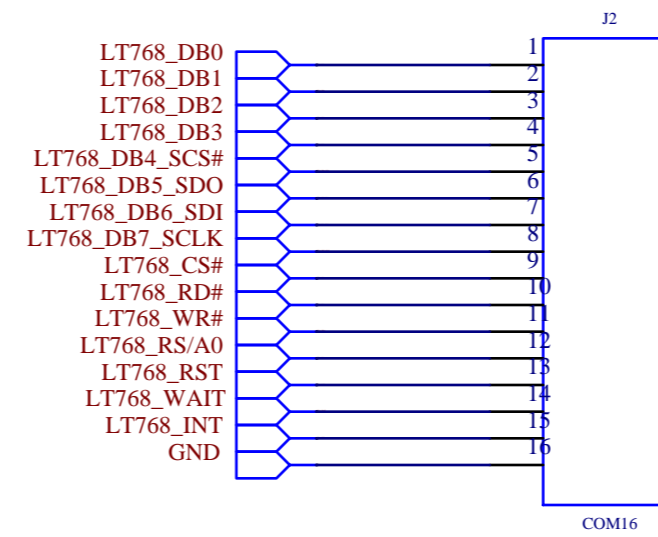 J2
LT768_DB0 1
LT768_DB1 2
LT768_DB2 3
LT768_DB3 4
LT768_DB4_SCS# 5
LT768_DB5_SDO 6
LT768_DB6_SDI 7
LT768_DB7_SCLK 8
LT768_CS# 9
LT768_RD# 10
LT768_WR# 11
LT768_RS/A0 12
LT768_RST 13
LT768_WAIT 14
LT768_INT 15
GND 16
COM16